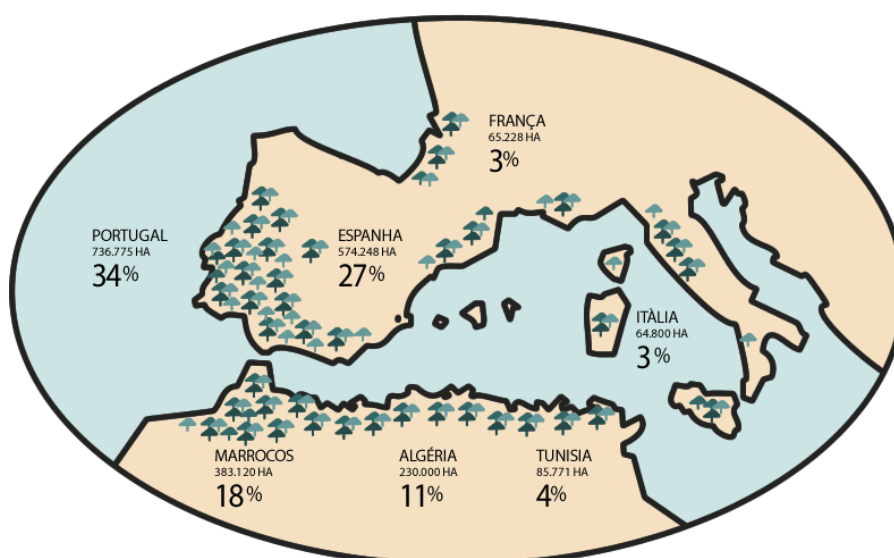 FRANÇA
65.228 HA
3%
PORTUGAL
736.775 HA
34%
ESPANHA
574.248 HA
27%
ITÀLIA
64.800 HA
3%
MARROCOS
383.120 HA
18%
ALGÉRIA
230.000 HA
11%
TUNISIA
85.771 HA
4%